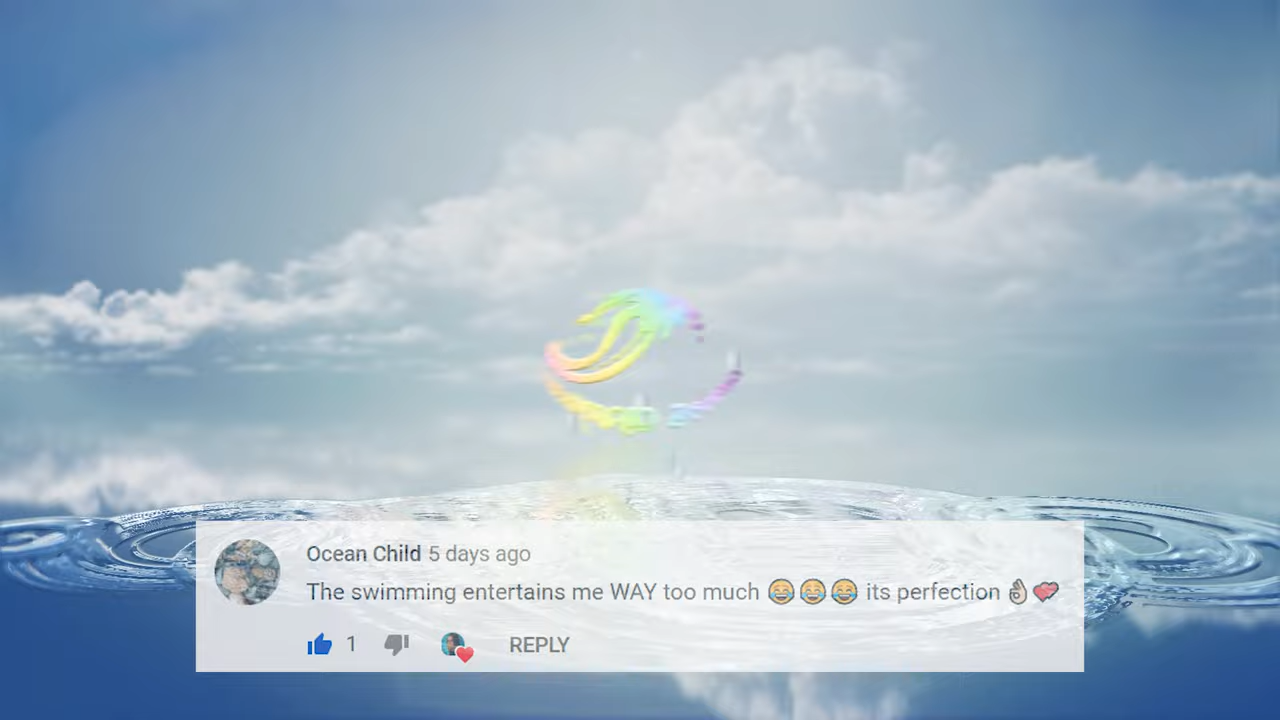 Ocean Child 5 days ago
The swimming entertains me WAY too much 😂😂😂 its perfection 👌💕
1 REPLY